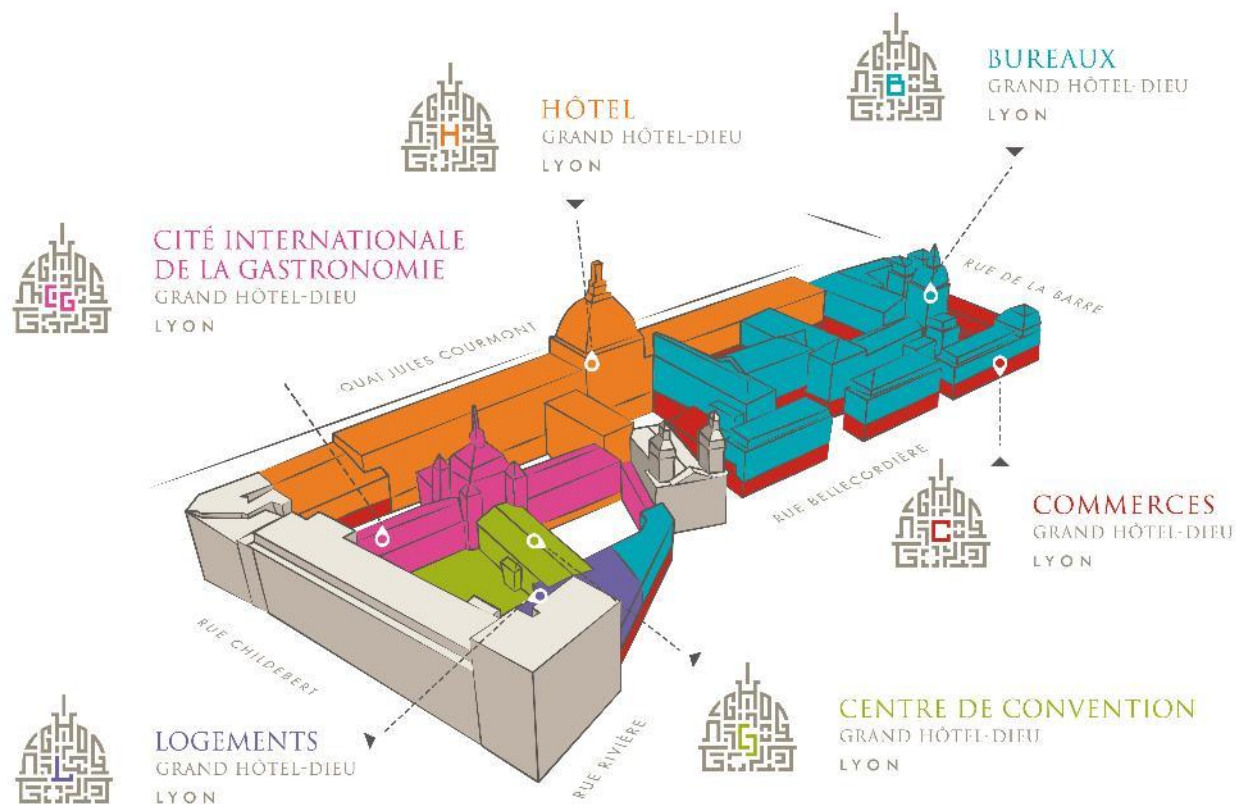 BUREAUX
GRAND HÔTEL-DIEU
LYON
B
HÔTEL
GRAND HÔTEL-DIEU
LYON
H
CITÉ INTERNATIONALE
DE LA GASTRONOMIE
GRAND HÔTEL-DIEU
LYON
CG
RUE DE LA BARRE
QUAI JULES COURMONT
RUE BELLECORDIÈRE
COMMERCES
GRAND HÔTEL-DIEU
LYON
C
RUE CHILDEBERT
RUE RIVIÈRE
CENTRE DE CONVENTION
GRAND HÔTEL-DIEU
LYON
LOGEMENTS
GRAND HÔTEL-DIEU
LYON
L